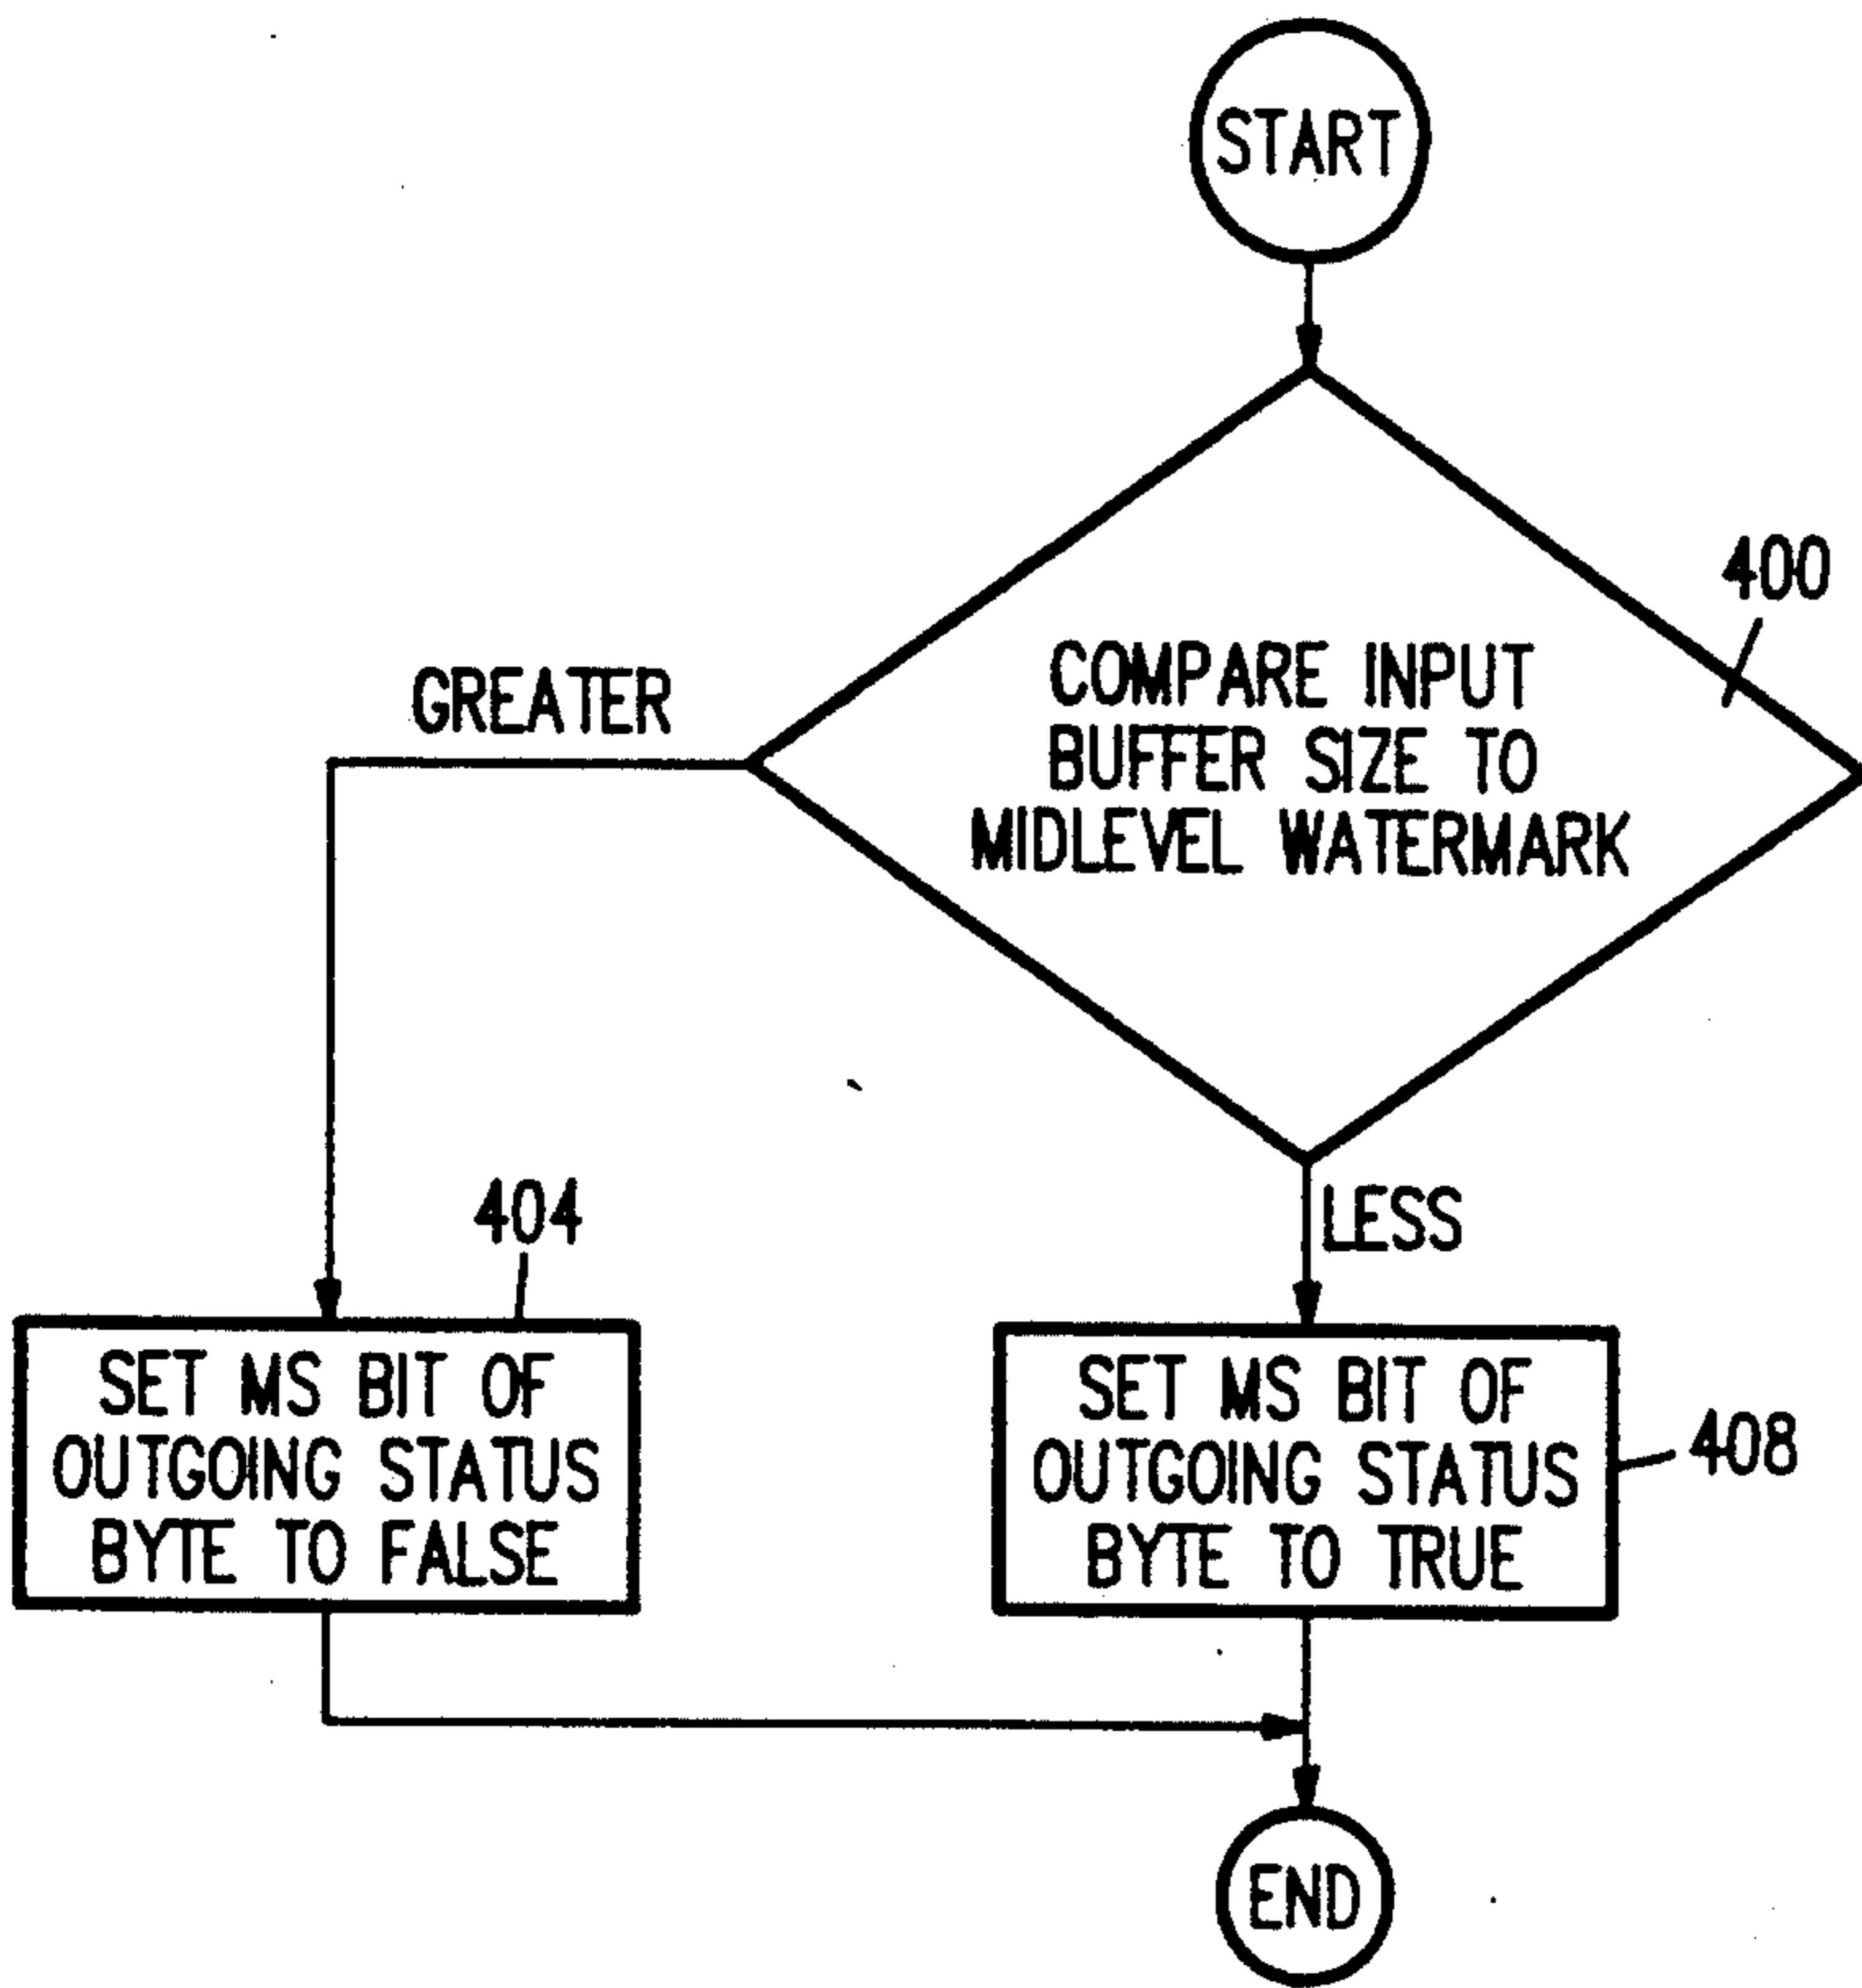 START
400
COMPARE INPUT
BUFFER SIZE TO
MIDLEVEL WATERMARK
GREATER
LESS
404
SET MS BIT OF
OUTGOING STATUS
BYTE TO FALSE
SET MS BIT OF
OUTGOING STATUS
BYTE TO TRUE
408
END